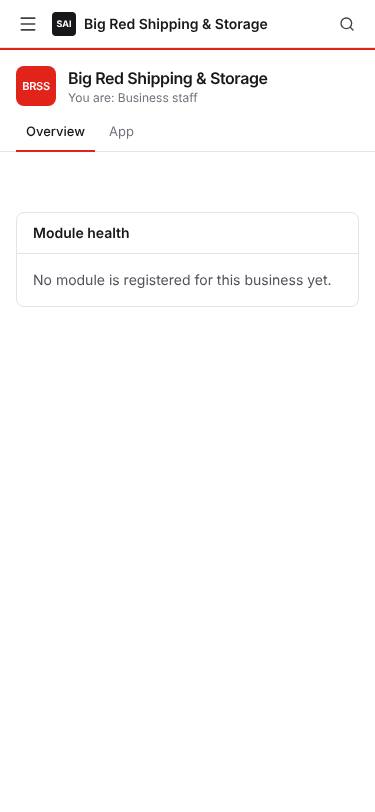 SAI Big Red Shipping & Storage
BRSS
Big Red Shipping & Storage
You are: Business staff
Overview App
Module health
No module is registered for this business yet.